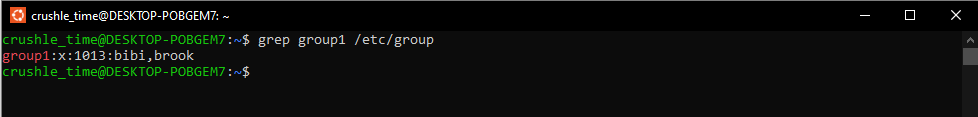 crushle_time@DESKTOP-POBGEM7: ~
crushle_time@DESKTOP-POBGEM7:~$ grep group1 /etc/group
group1:x:1013:bibi,brook
crushle_time@DESKTOP-POBGEM7:~$